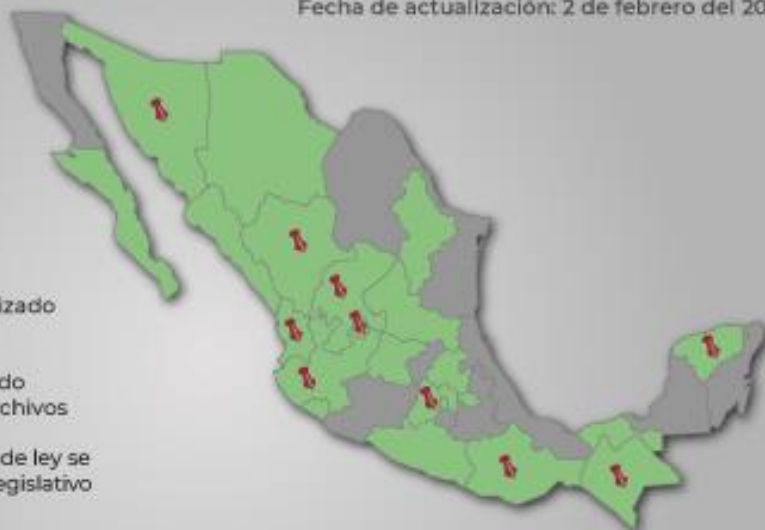 Fecha de actualización: 2 de febrero del 20
izado
do
chivos
de ley se
egislativo